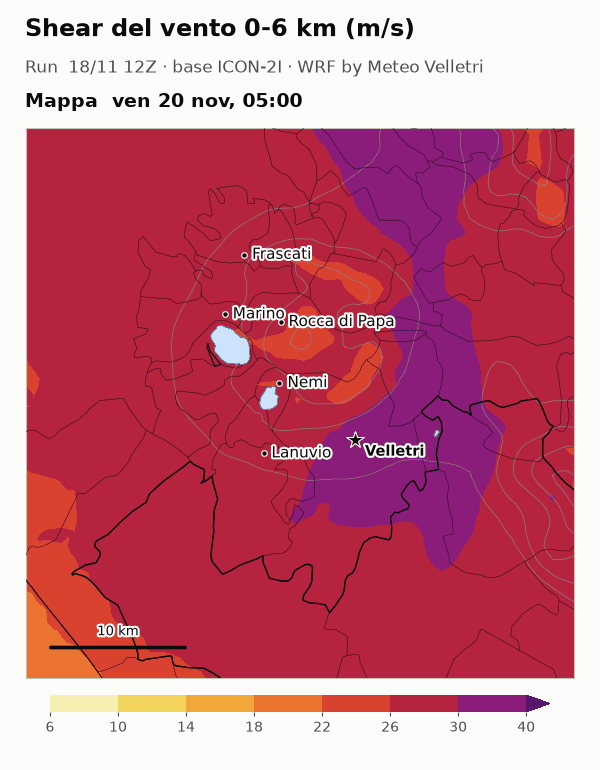 Shear del vento 0-6 km (m/s)
Run  18/11 12Z · base ICON-2I · WRF by Meteo Velletri
Mappa  ven 20 nov, 05:00
Frascati
Marino
Rocca di Papa
Nemi
Velletri
Lanuvio
10 km
6 10 14 18 22 26 30 40